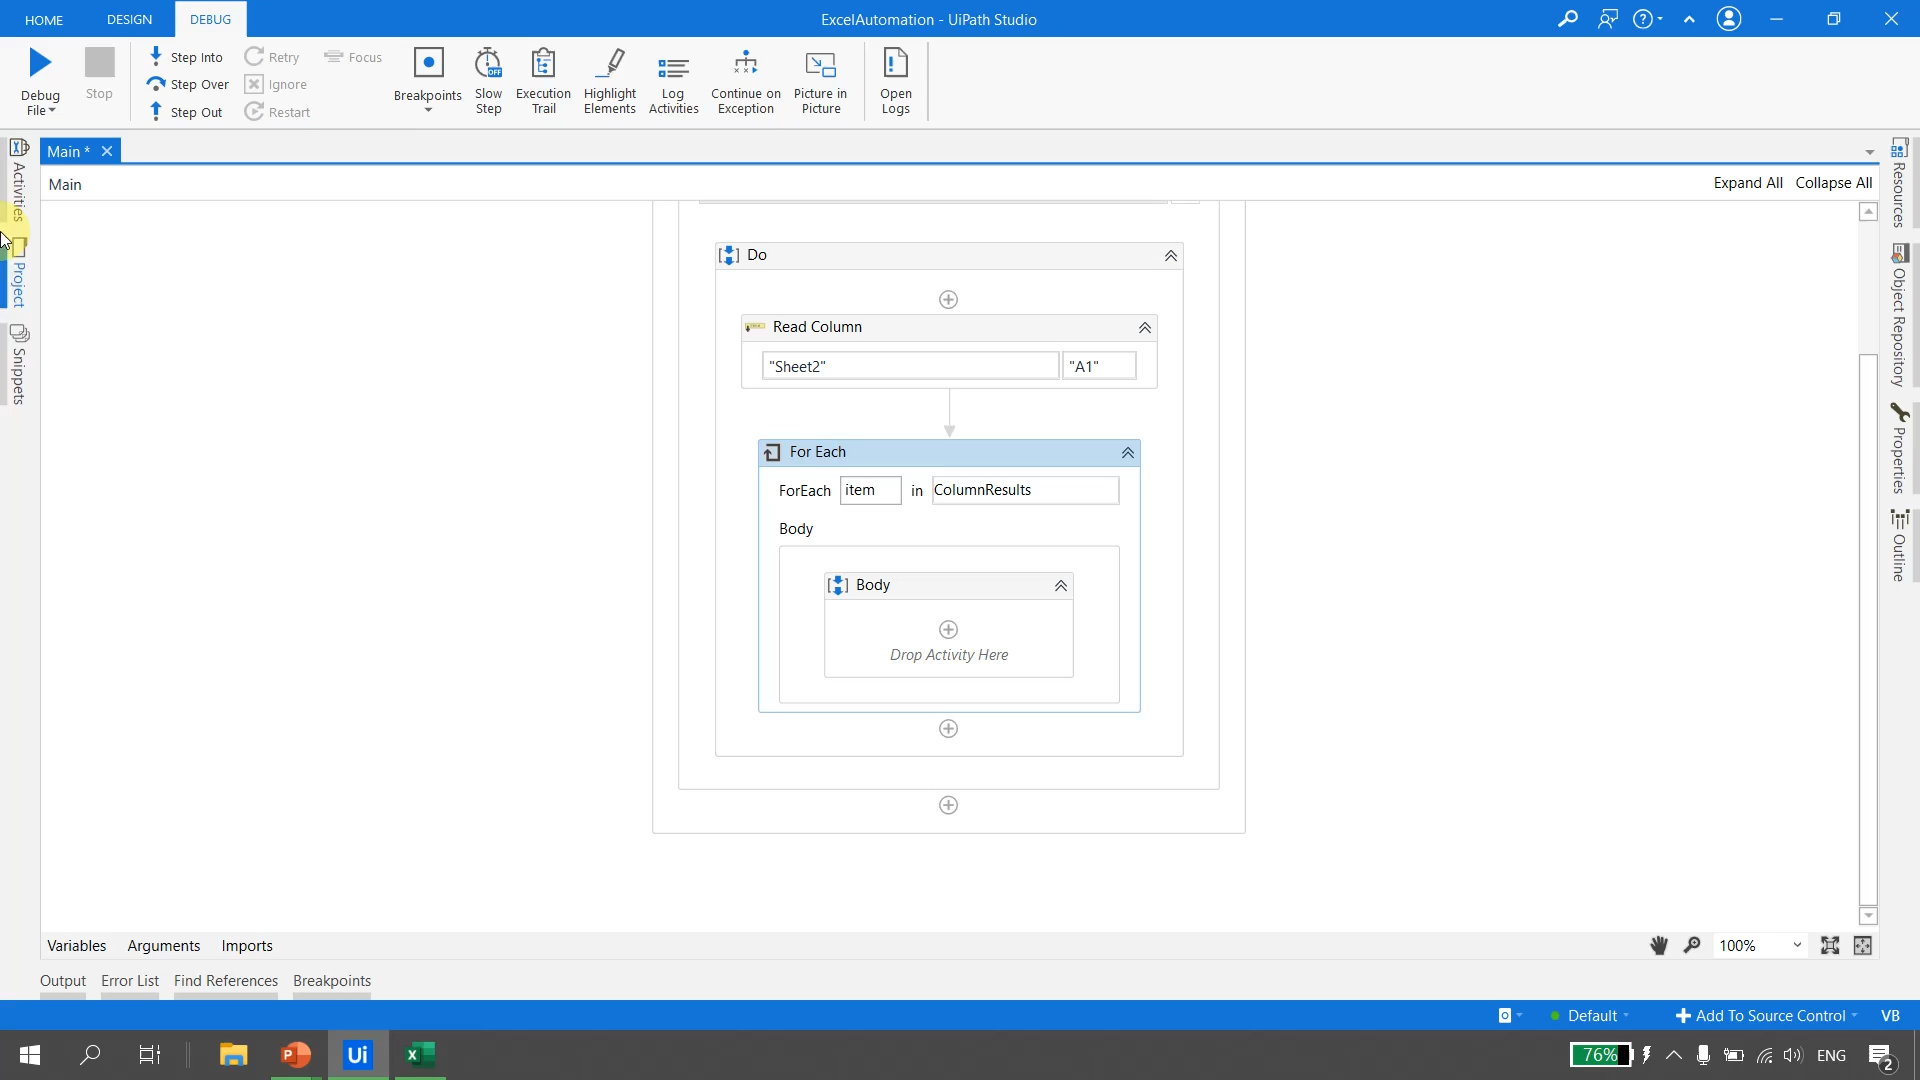 HOME DESIGN DEBUG ExcelAutomation - UiPath Studio
Debug File
Stop
Step Into
Step Over
Step Out
Retry
Ignore
Restart
Focus
Breakpoints
Slow Step
OFF
Execution Trail
Highlight Elements
Log Activities
Continue on Exception
Picture in Picture
Open Logs
Activities
Project
Snippets
Main *
Main
Expand All Collapse All
Do
Read Column
"Sheet2" "A1"
For Each
ForEach item in ColumnResults
Body
Body
Drop Activity Here
Resources
Object Repository
Properties
Outline
Variables Arguments Imports
100%
Output Error List Find References Breakpoints
Default
Add To Source Control
VB
P
Ui
X
76%
ENG
2